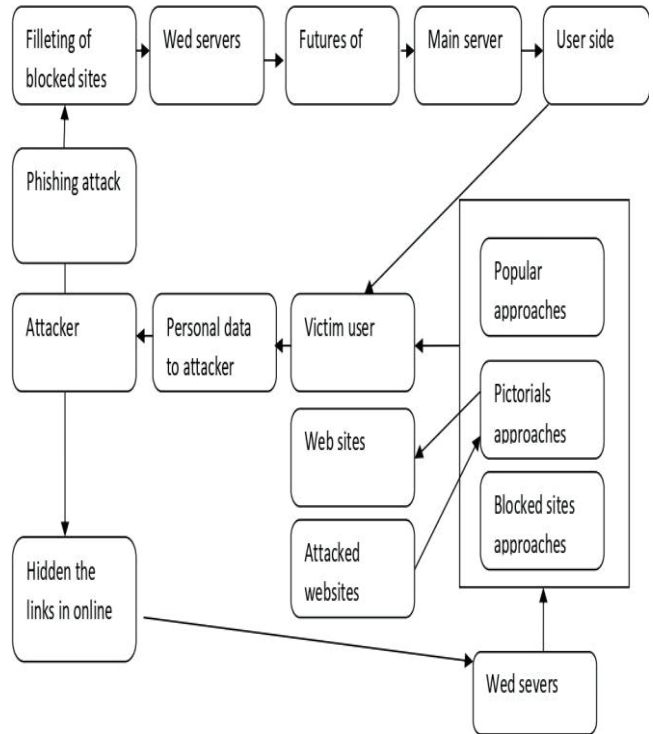 Filleting of
blocked sites
Wed servers
Futures of
Main server
User side
Phishing attack
Popular
approaches
Attacker
Personal data
to attacker
Victim user
Pictorials
approaches
Web sites
Blocked sites
approaches
Attacked
websites
Hidden the
links in online
Wed severs